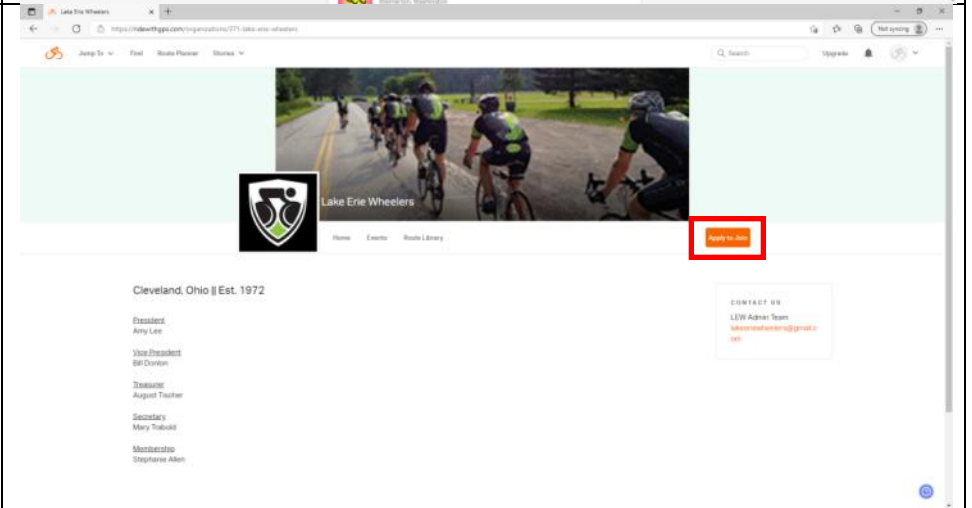 Lake Erie Wheelers
https://ridewithgps.com/organizations/371-lake-erie-wheelers
Not syncing
Jump To
Find
Route Planner
Stories
Search
Upgrade
Lake Erie Wheelers
Home
Events
Route Library
Apply to Join
Cleveland, Ohio || Est. 1972
President
Amy Lee
Vice President
Bill Donlon
Treasurer
August Tischer
Secretary
Mary Trabold
Membership
Stephanie Allen
CONTACT US
LEW Admin Team
lakeeriewheelers@gmail.c
om